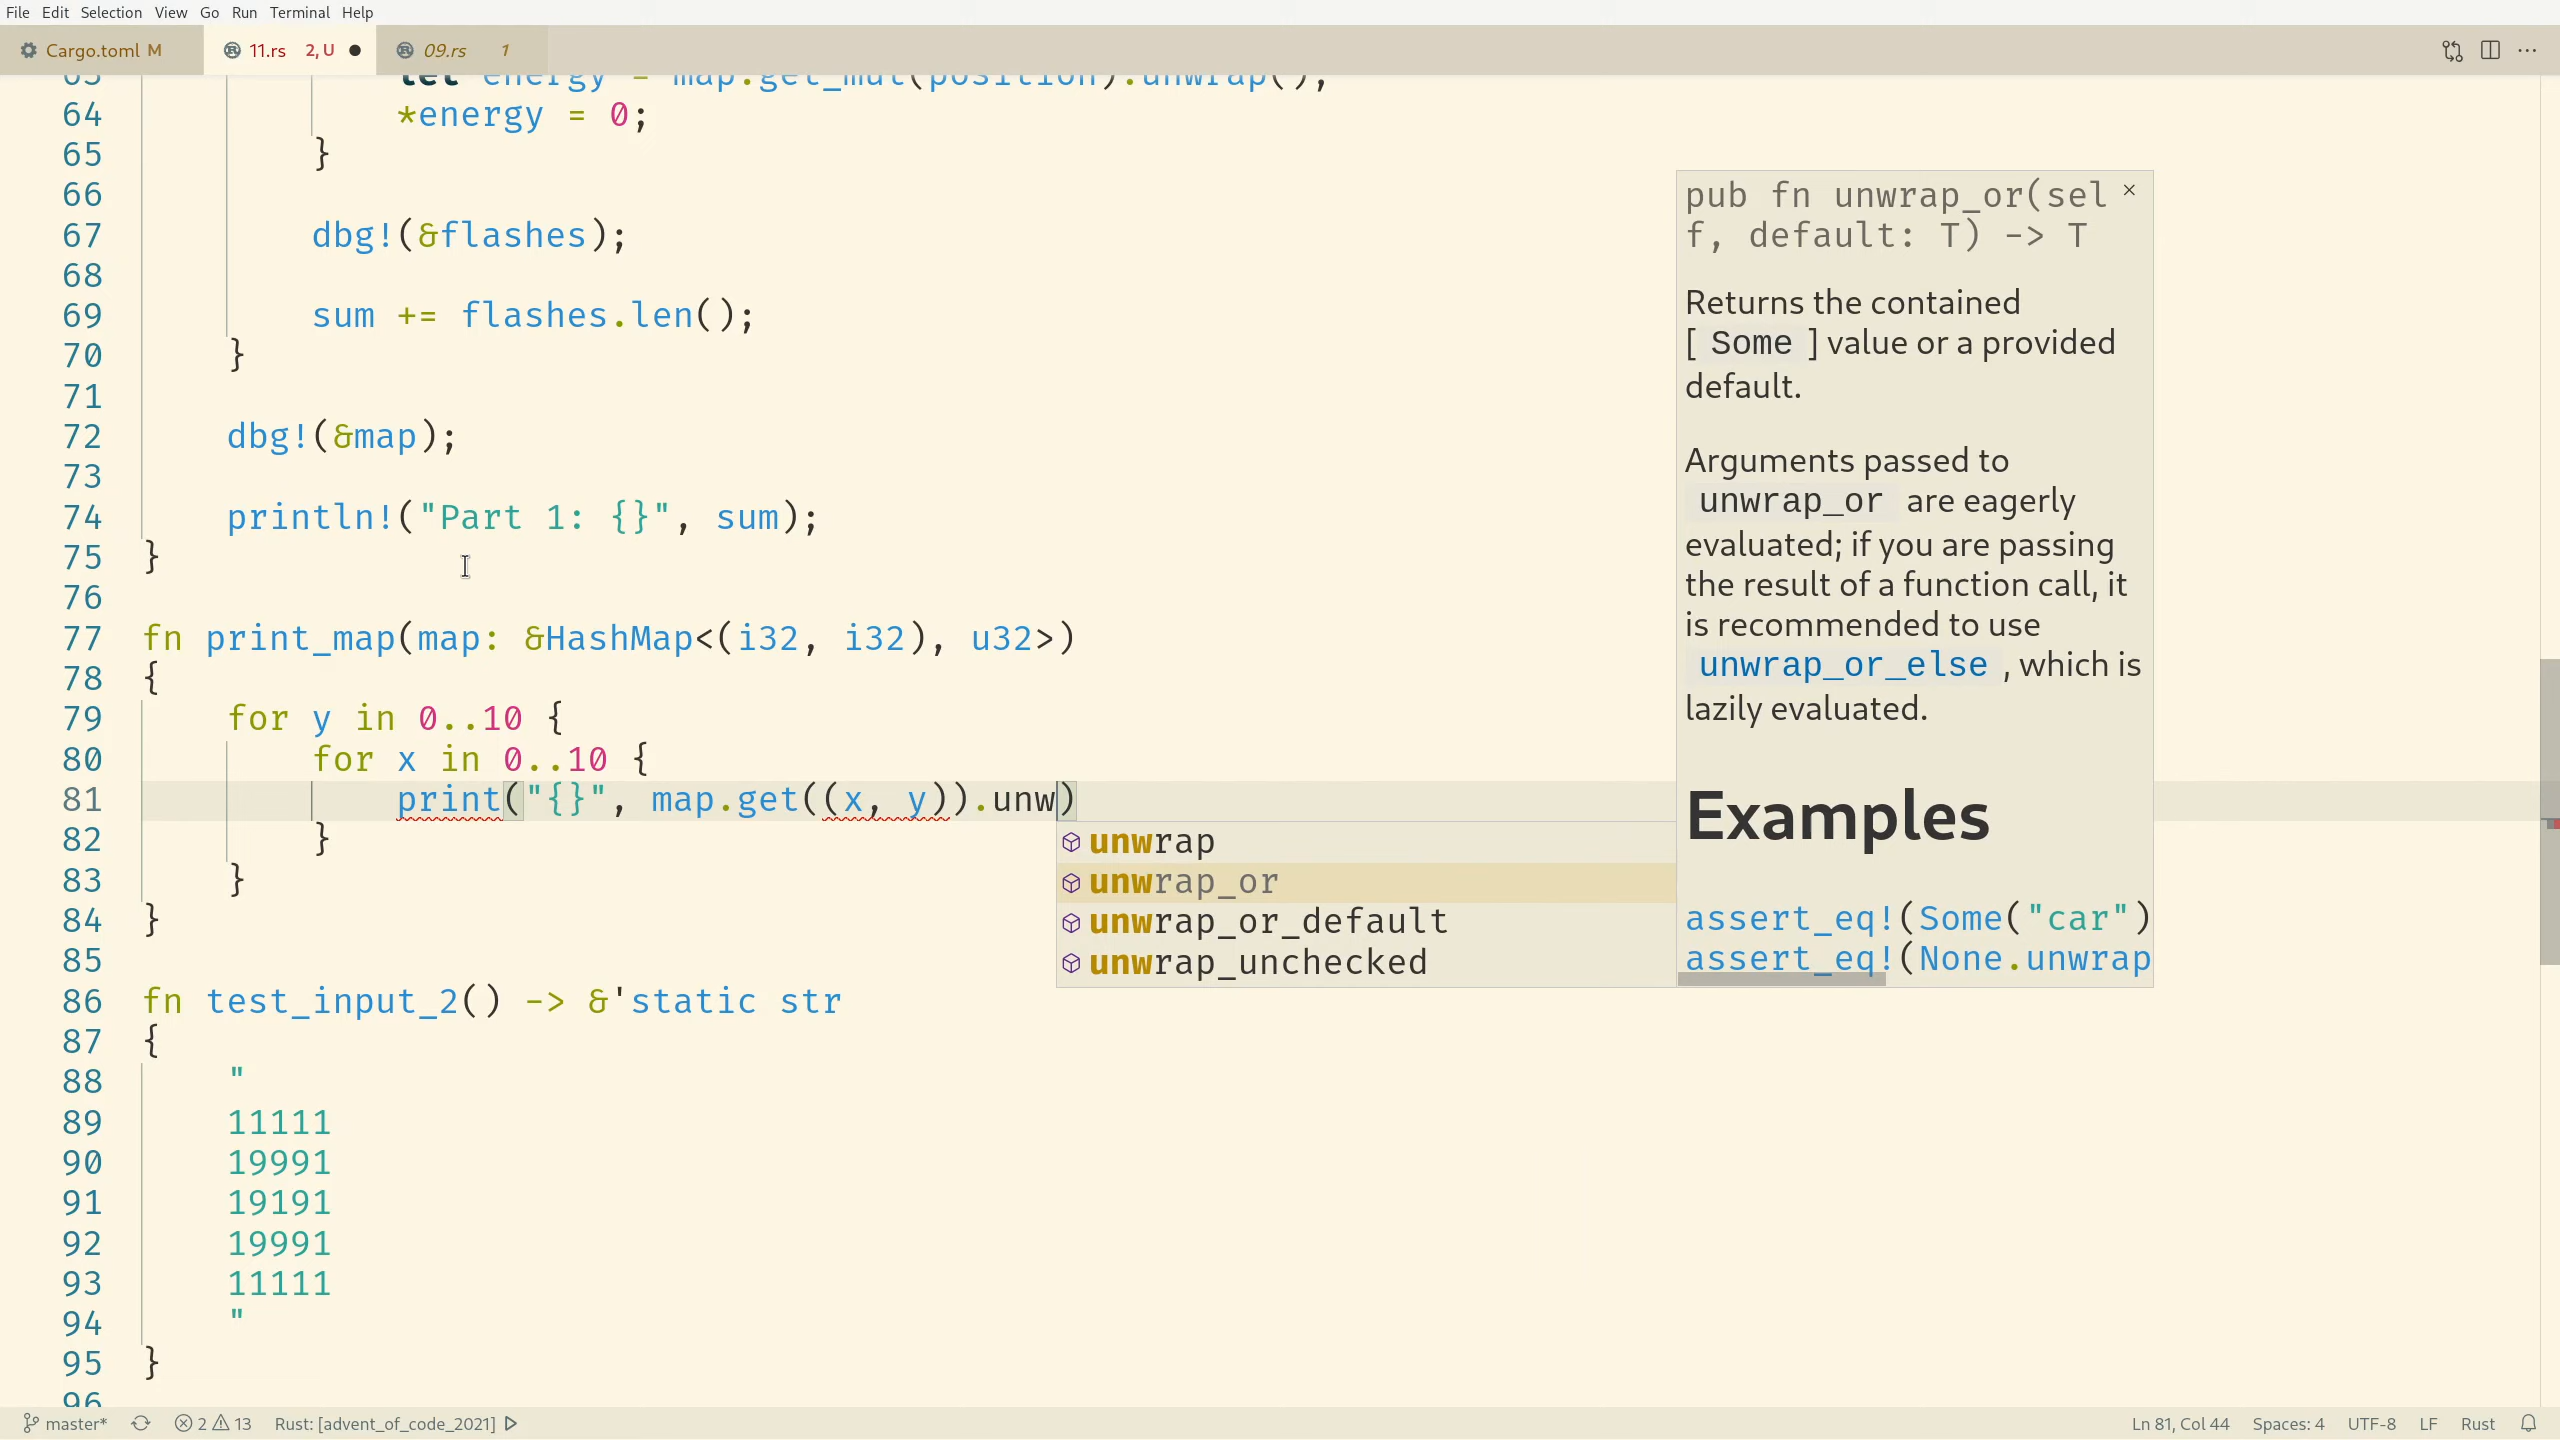 File Edit Selection View Go Run Terminal Help
Cargo.toml M 11.rs 2, U 09.rs 1
63 let energy = map.get_mut(position).unwrap();
64 *energy = 0;
65 }
66
67 dbg!(&flashes);
68
69 sum += flashes.len();
70 }
71
72 dbg!(&map);
73
74 println!("Part 1: {}", sum);
75 }
76
77 fn print_map(map: &HashMap<(i32, i32), u32>)
78 {
79 for y in 0..10 {
80 for x in 0..10 {
81 print("{}", map.get((x, y)).unw)
82 }
83 }
84 }
85
86 fn test_input_2() -> &'static str
87 {
88 "
89 11111
90 19991
91 19191
92 19991
93 11111
94 "
95 }
96
unwrap
unwrap_or
unwrap_or_default
unwrap_unchecked
pub fn unwrap_or(sel
f, default: T) -> T
Returns the contained
[ Some ] value or a provided
default.
Arguments passed to
unwrap_or are eagerly
evaluated; if you are passing
the result of a function call, it
is recommended to use
unwrap_or_else , which is
lazily evaluated.
Examples
assert_eq!(Some("car")
assert_eq!(None.unwrap
master* 2 13 Rust: [advent_of_code_2021] Ln 81, Col 44 Spaces: 4 UTF-8 LF Rust